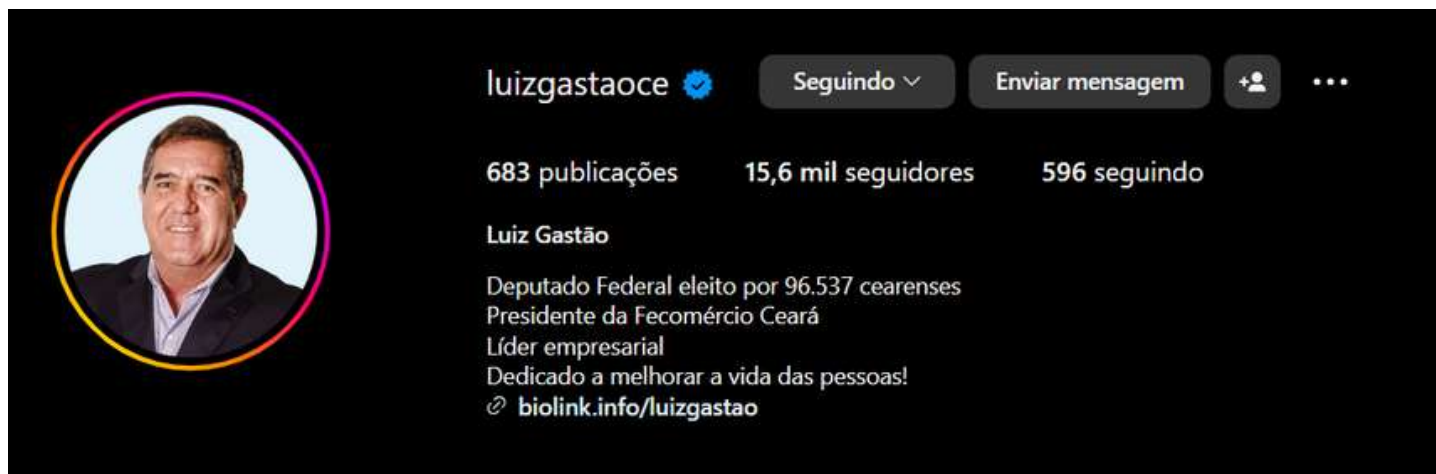 luizgastaoce
Seguindo
Enviar mensagem
683 publicações
15,6 mil seguidores
596 seguindo
Luiz Gastão
Deputado Federal eleito por 96.537 cearenses
Presidente da Fecomércio Ceará
Líder empresarial
Dedicado a melhorar a vida das pessoas!
biolink.info/luizgastao